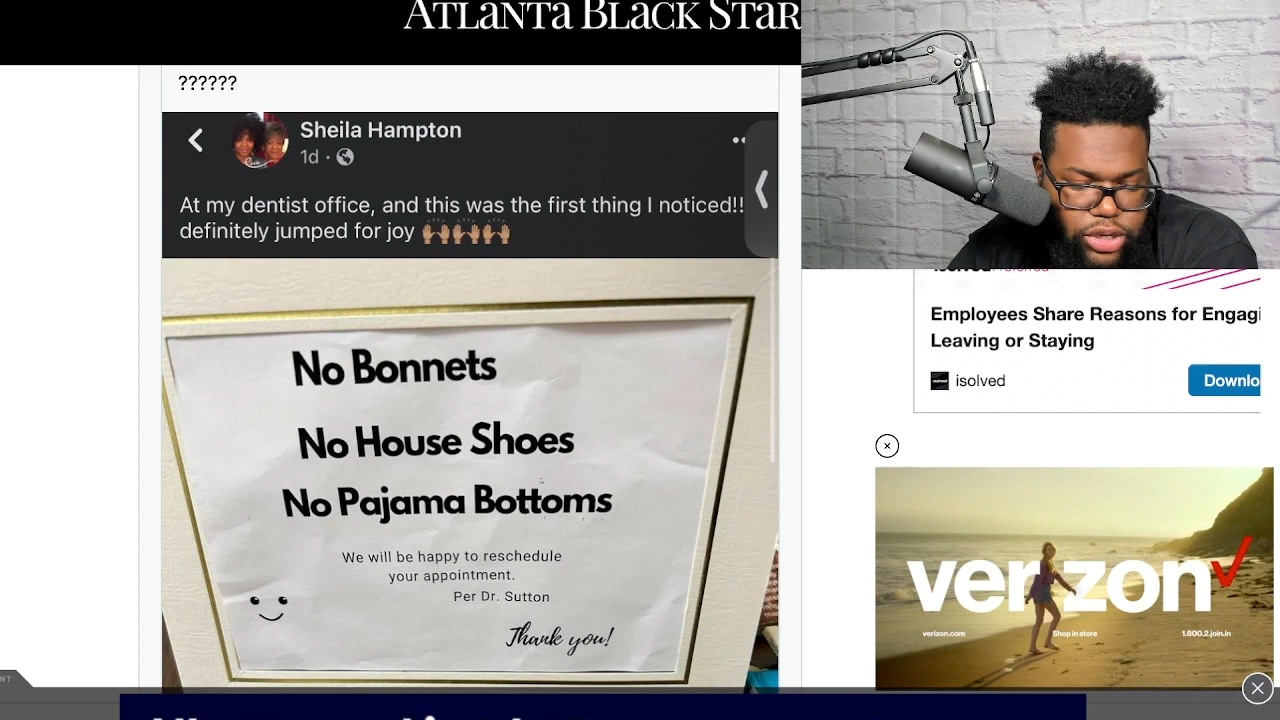 ATLANTA BLACK STAR
??????
Sheila Hampton
1d ·
At my dentist office, and this was the first thing I noticed!!
definitely jumped for joy 🙌🏽🙌🏽🙌🏽
No Bonnets
No House Shoes
No Pajama Bottoms
We will be happy to reschedule
your appointment.
Per Dr. Sutton
Thank you!
Employees Share Reasons for Engagi
Leaving or Staying
isolved
Downlo
verizon
verizon.com
Shop in store
1.800.2.join.in
NT